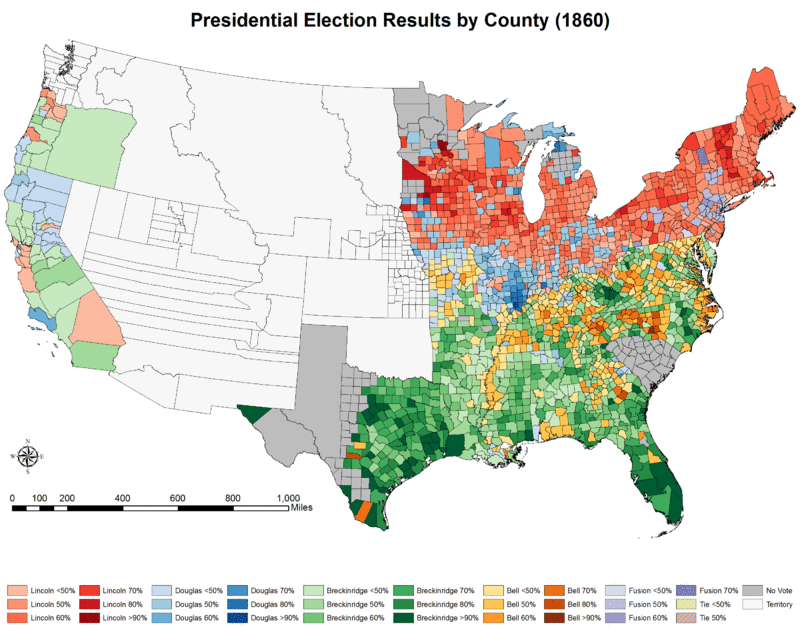 Presidential Election Results by County (1860)
N
W E
S
0 100 200 400 600 800 1,000
Miles
Lincoln <50% Lincoln 70% Douglas <50% Douglas 70% Breckinridge <50% Breckinridge 70% Bell <50% Bell 70% Fusion <50% Fusion 70% No Vote
Lincoln 50% Lincoln 80% Douglas 50% Douglas 80% Breckinridge 50% Breckinridge 80% Bell 50% Bell 80% Fusion 50% Tie <50% Territory
Lincoln 60% Lincoln >90% Douglas 60% Douglas >90% Breckinridge 60% Breckinridge >90% Bell 60% Bell >90% Fusion 60% Tie 50%